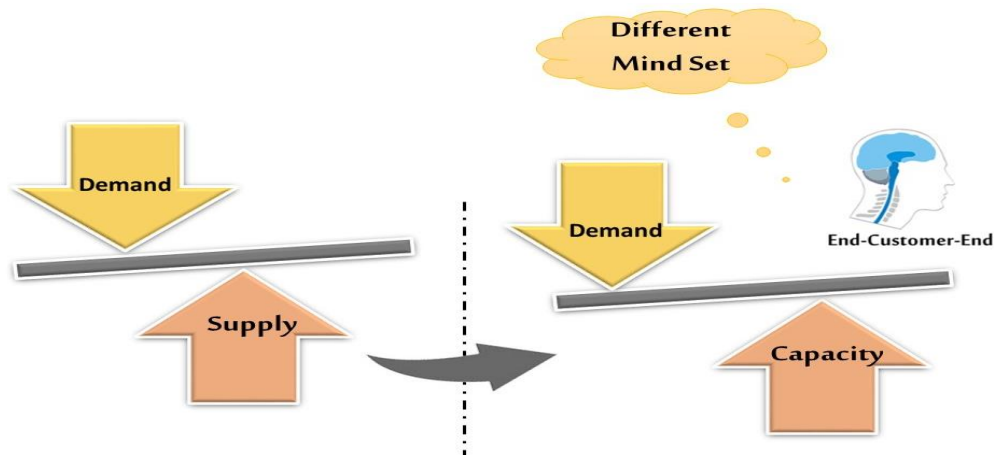 Demand
Supply
Different
Mind Set
End-Customer-End
Demand
Capacity